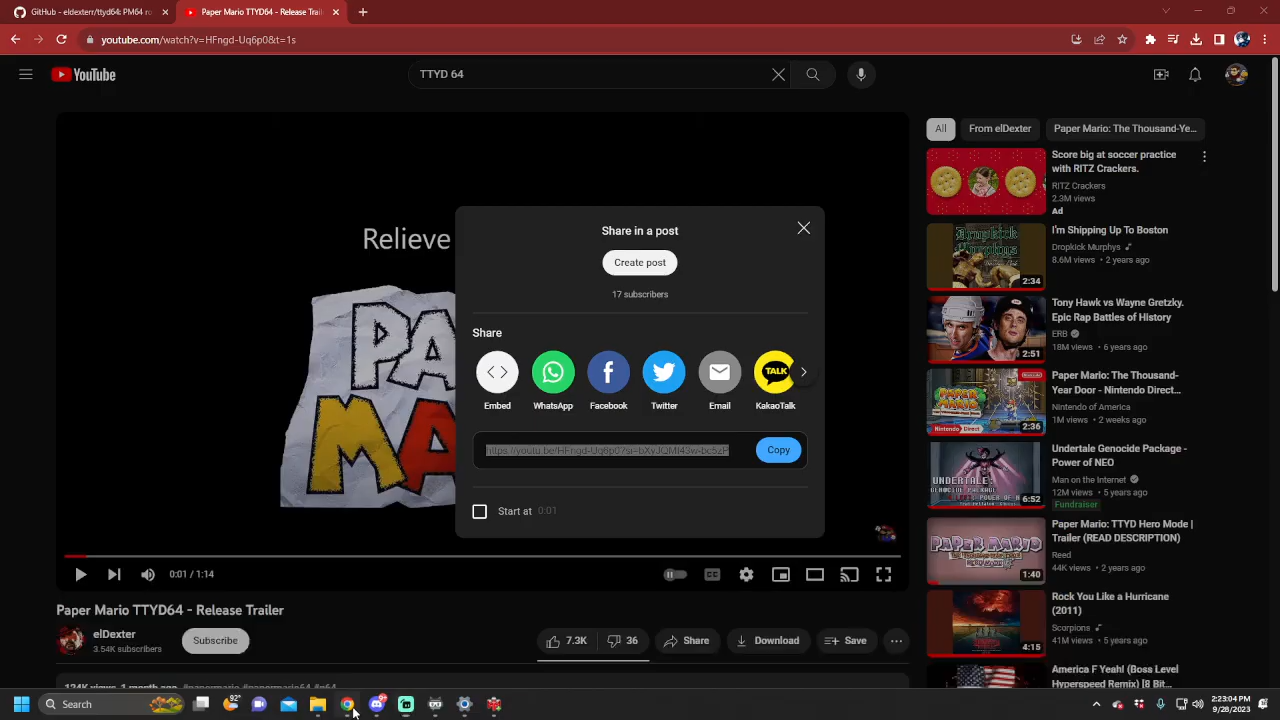 GitHub - eldexterr/ttyd64: PM64 ro
Paper Mario TTYD64 - Release Trai
youtube.com/watch?v=HFngd-Uq6p0&t=1s
YouTube
TTYD 64
All
From elDexter
Paper Mario: The Thousand-Ye...
Score big at soccer practice
with RITZ Crackers.
RITZ Crackers
2.3M views
Ad
I'm Shipping Up To Boston
Dropkick Murphys
8.6M views • 2 years ago
2:34
Tony Hawk vs Wayne Gretzky.
Epic Rap Battles of History
ERB
18M views • 6 years ago
2:51
Paper Mario: The Thousand-
Year Door - Nintendo Direct...
Nintendo of America
1M views • 2 weeks ago
2:36
Undertale Genocide Package -
Power of NEO
Man on the Internet
12M views • 5 years ago
Fundraiser
6:52
Paper Mario: TTYD Hero Mode |
Trailer (READ DESCRIPTION)
Reed
44K views • 2 years ago
1:40
Rock You Like a Hurricane
(2011)
Scorpions
41M views • 5 years ago
4:15
America F Yeah! (Boss Level
Hyperspeed Remix) [8 Bit
Relieve
PA
MA
Share in a post
Create post
17 subscribers
Share
TALK
Embed
WhatsApp
Facebook
Twitter
Email
KakaoTalk
Copy
Start at 0:01
0:01 / 1:14
Paper Mario TTYD64 - Release Trailer
elDexter
3.54K subscribers
Subscribe
7.3K
36
Share
Download
Save
124K views 1 month ago #papermario #papermario64 #n64
Search
92°
2:23:04 PM
9/28/2023